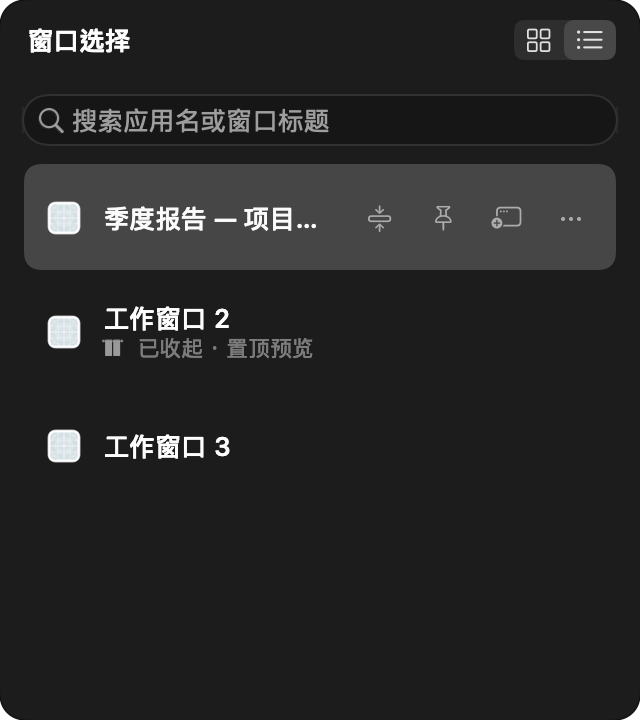 窗口选择
搜索应用名或窗口标题
季度报告 — 项目...
工作窗口 2
已收起 · 置顶预览
工作窗口 3